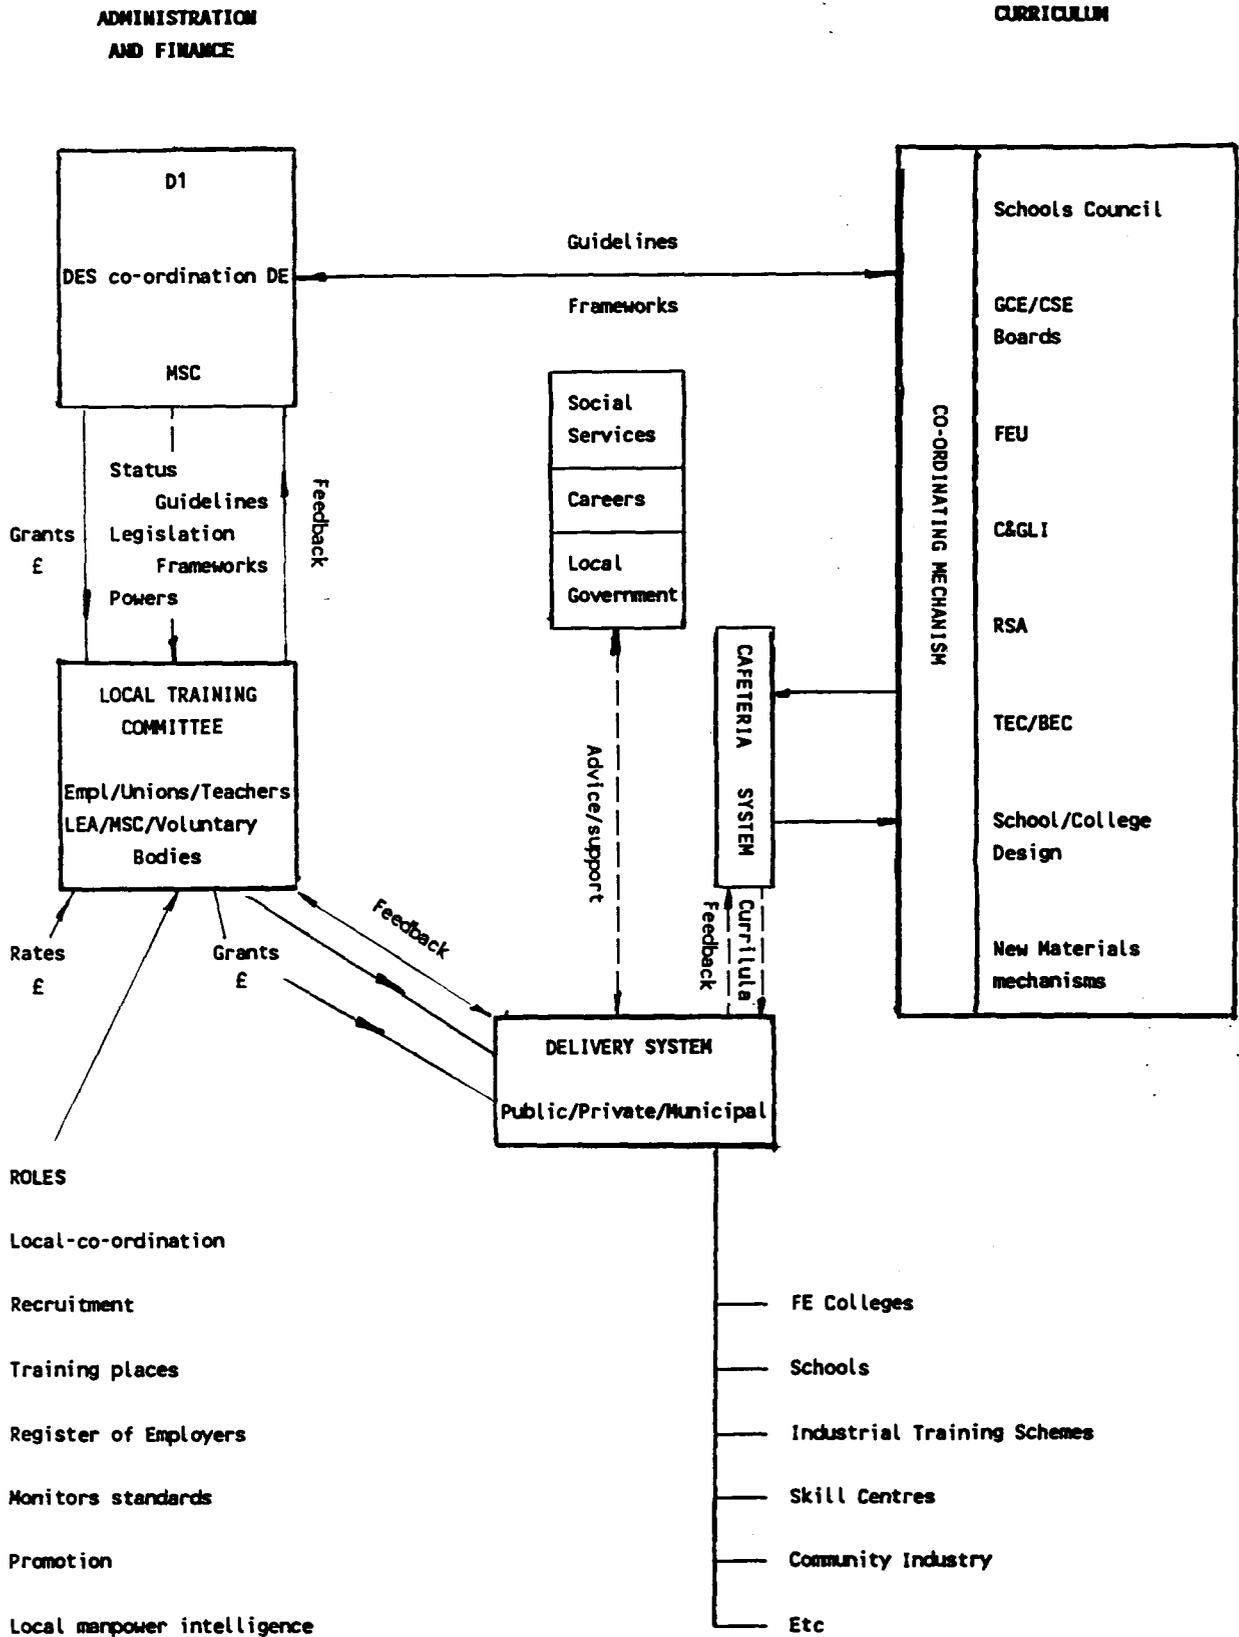 ADMINISTRATION
AND FINANCE
CURRICULUM
D1
DES co-ordination DE
MSC
Guidelines
Frameworks
Schools Council
GCE/CSE
Boards
FEU
C&GLI
RSA
TEC/BEC
School/College
Design
New Materials
mechanisms
CO-ORDINATING MECHANISM
Social
Services
Careers
Local
Government
Status
Guidelines
Legislation
Frameworks
Powers
Grants
£
Feedback
LOCAL TRAINING
COMMITTEE
Empl/Unions/Teachers
LEA/MSC/Voluntary
Bodies
CAFETERIA SYSTEM
Advice/support
Feedback
Feedback
Currilula
Rates
£
Grants
£
DELIVERY SYSTEM
Public/Private/Municipal
ROLES
Local-co-ordination
Recruitment
Training places
Register of Employers
Monitors standards
Promotion
Local manpower intelligence
FE Colleges
Schools
Industrial Training Schemes
Skill Centres
Community Industry
Etc